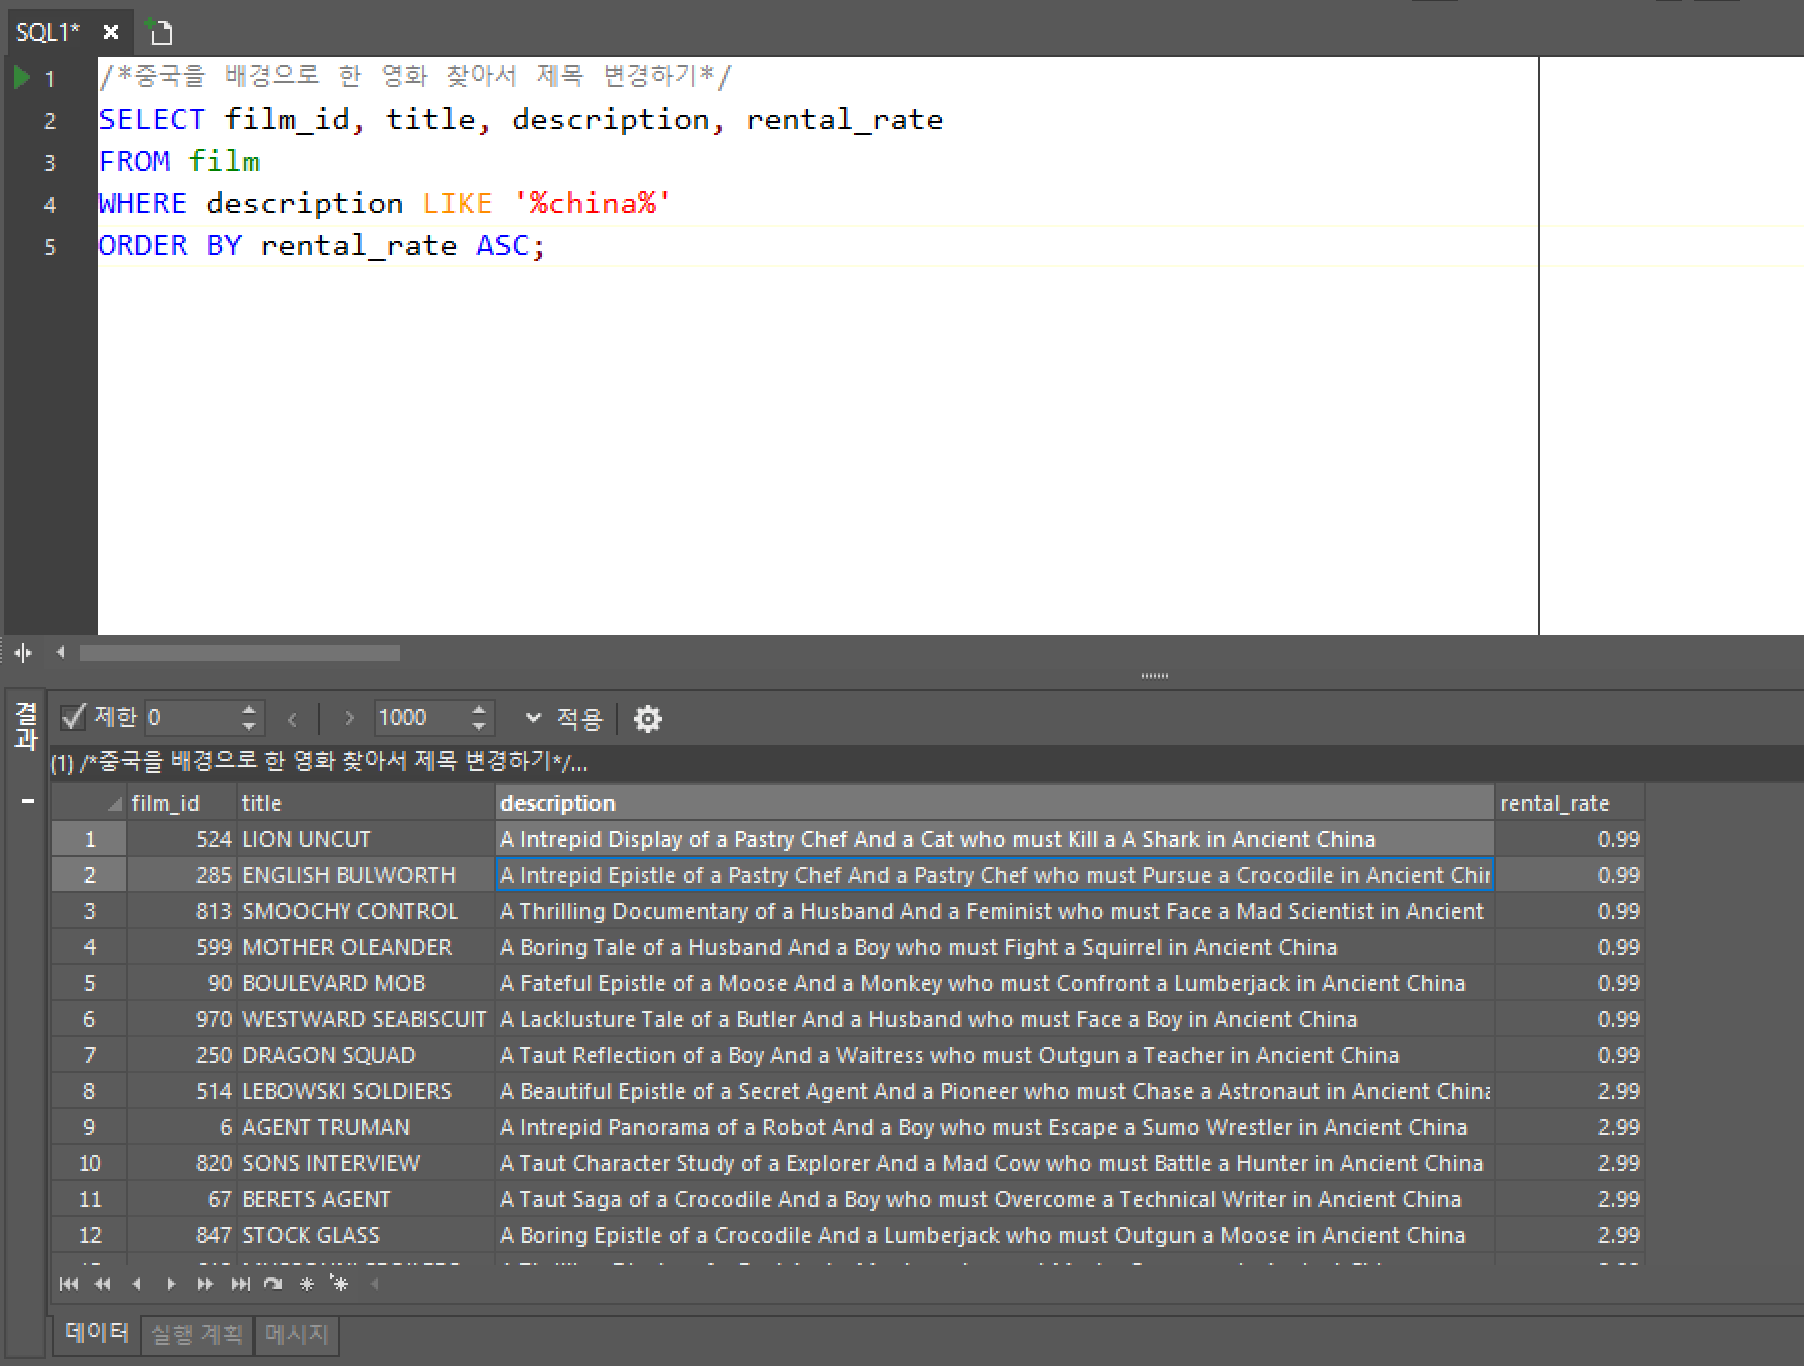 SQL1*
1 /*중국을 배경으로 한 영화 찾아서 제목 변경하기*/
2 SELECT film_id, title, description, rental_rate
3 FROM film
4 WHERE description LIKE '%china%'
5 ORDER BY rental_rate ASC;
결과
제한 0 1000 적용
(1) /*중국을 배경으로 한 영화 찾아서 제목 변경하기*/...
film_id title description rental_rate
1 524 LION UNCUT A Intrepid Display of a Pastry Chef And a Cat who must Kill a A Shark in Ancient China 0.99
2 285 ENGLISH BULWORTH A Intrepid Epistle of a Pastry Chef And a Pastry Chef who must Pursue a Crocodile in Ancient Chin 0.99
3 813 SMOOCHY CONTROL A Thrilling Documentary of a Husband And a Feminist who must Face a Mad Scientist in Ancient 0.99
4 599 MOTHER OLEANDER A Boring Tale of a Husband And a Boy who must Fight a Squirrel in Ancient China 0.99
5 90 BOULEVARD MOB A Fateful Epistle of a Moose And a Monkey who must Confront a Lumberjack in Ancient China 0.99
6 970 WESTWARD SEABISCUIT A Lacklusture Tale of a Butler And a Husband who must Face a Boy in Ancient China 0.99
7 250 DRAGON SQUAD A Taut Reflection of a Boy And a Waitress who must Outgun a Teacher in Ancient China 0.99
8 514 LEBOWSKI SOLDIERS A Beautiful Epistle of a Secret Agent And a Pioneer who must Chase a Astronaut in Ancient China 2.99
9 6 AGENT TRUMAN A Intrepid Panorama of a Robot And a Boy who must Escape a Sumo Wrestler in Ancient China 2.99
10 820 SONS INTERVIEW A Taut Character Study of a Explorer And a Mad Cow who must Battle a Hunter in Ancient China 2.99
11 67 BERETS AGENT A Taut Saga of a Crocodile And a Boy who must Overcome a Technical Writer in Ancient China 2.99
12 847 STOCK GLASS A Boring Epistle of a Crocodile And a Lumberjack who must Outgun a Moose in Ancient China 2.99
데이터 실행 계획 메시지